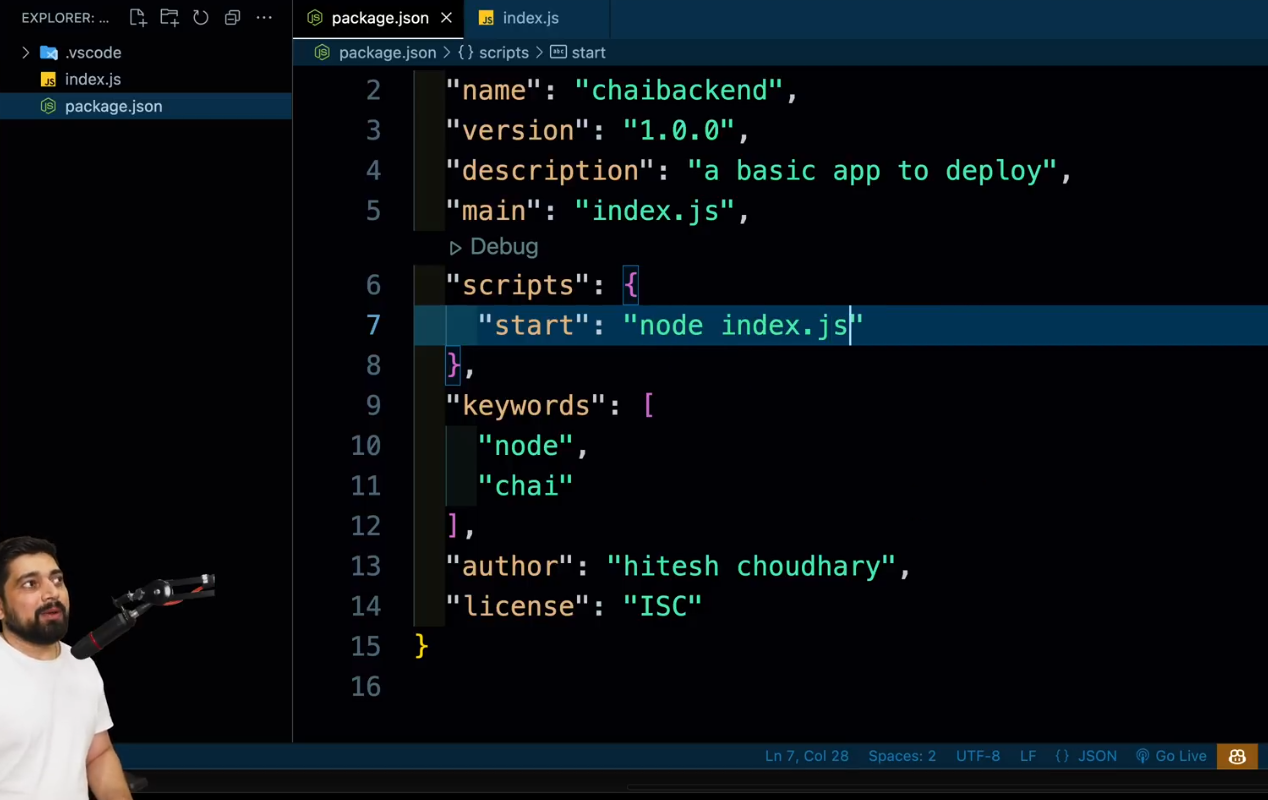 EXPLORER: ...
package.json
index.js
.vscode
index.js
package.json
package.json > {} scripts > abc start
2 "name": "chaibackend",
3 "version": "1.0.0",
4 "description": "a basic app to deploy",
5 "main": "index.js",
Debug
6 "scripts": {
7 "start": "node index.js"
8 },
9 "keywords": [
10 "node",
11 "chai"
12 ],
13 "author": "hitesh choudhary",
14 "license": "ISC"
15 }
16
Ln 7, Col 28 Spaces: 2 UTF-8 LF {} JSON Go Live